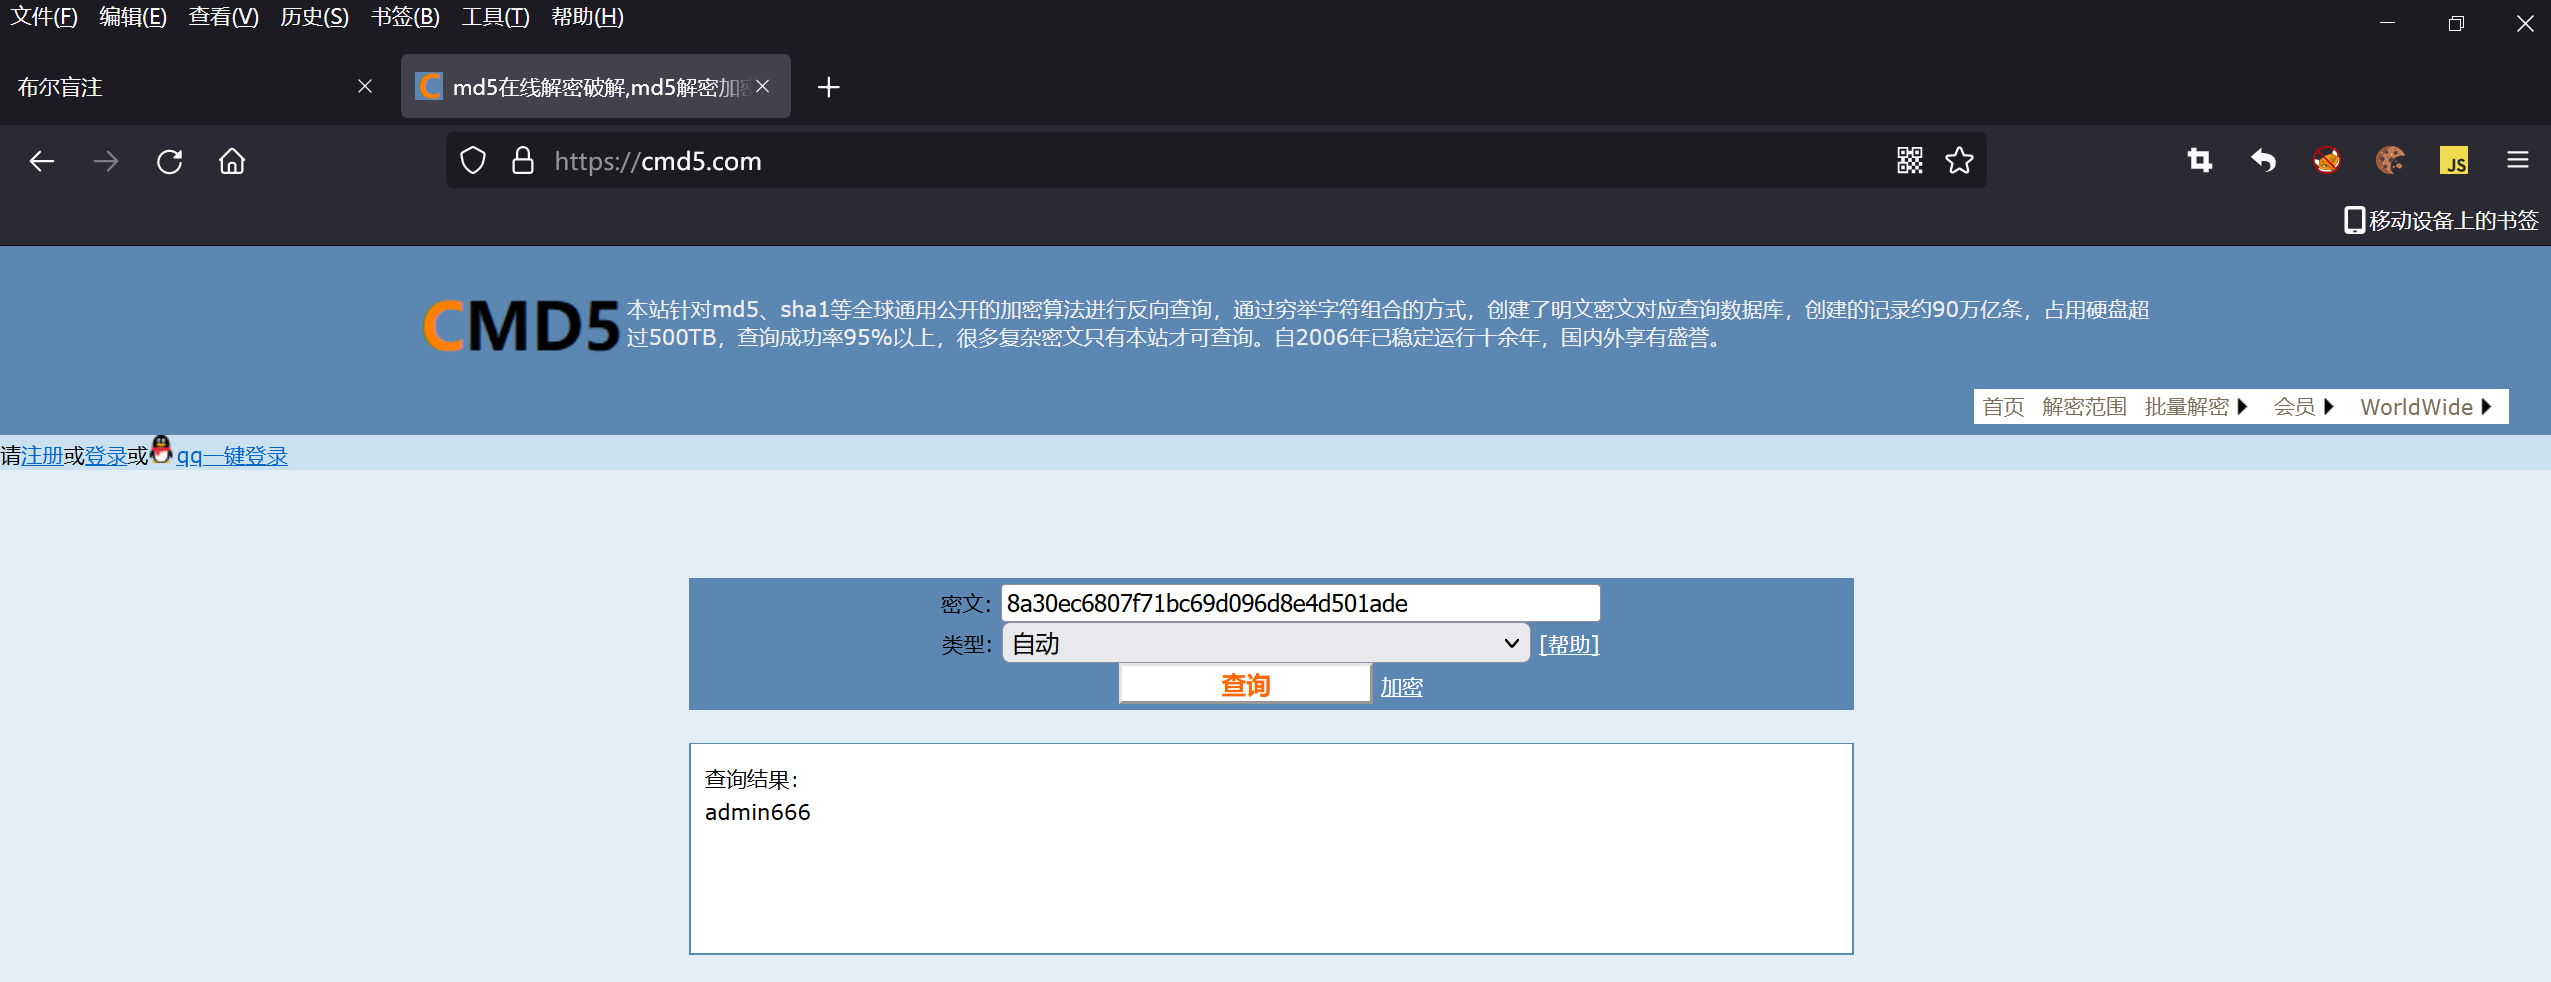 文件(F) 编辑(E) 查看(V) 历史(S) 书签(B) 工具(T) 帮助(H)
布尔盲注
md5在线解密破解,md5解密加密
https://cmd5.com
JS
移动设备上的书签
CMD5
本站针对md5、sha1等全球通用公开的加密算法进行反向查询，通过穷举字符组合的方式，创建了明文密文对应查询数据库，创建的记录约90万亿条，占用硬盘超
过500TB，查询成功率95%以上，很多复杂密文只有本站才可查询。自2006年已稳定运行十余年，国内外享有盛誉。
首页 解密范围 批量解密 会员 WorldWide
请注册或登录或qq一键登录
密文： 8a30ec6807f71bc69d096d8e4d501ade
类型： 自动 [帮助]
查询 加密
查询结果：
admin666